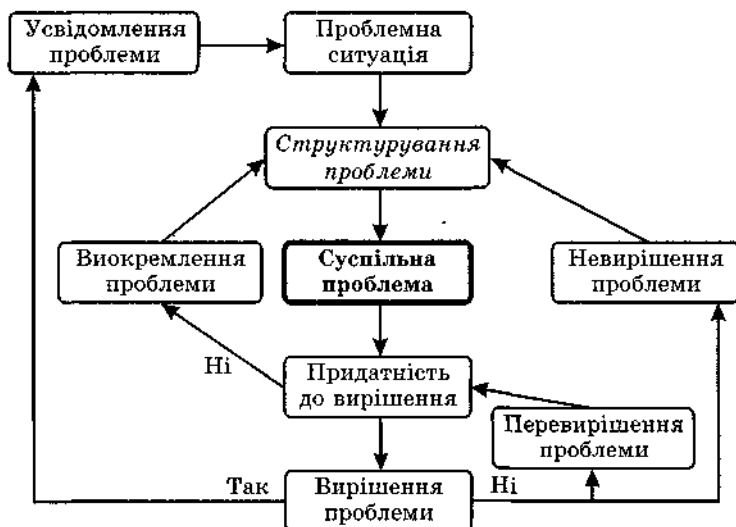 Усвідомлення
проблеми
Проблемна
ситуація
Структурування
проблеми
Виокремлення
проблеми
Суспільна
проблема
Невирішення
проблеми
Ні
Придатність
до вирішення
Перевирішення
проблеми
Так
Вирішення
проблеми
Ні